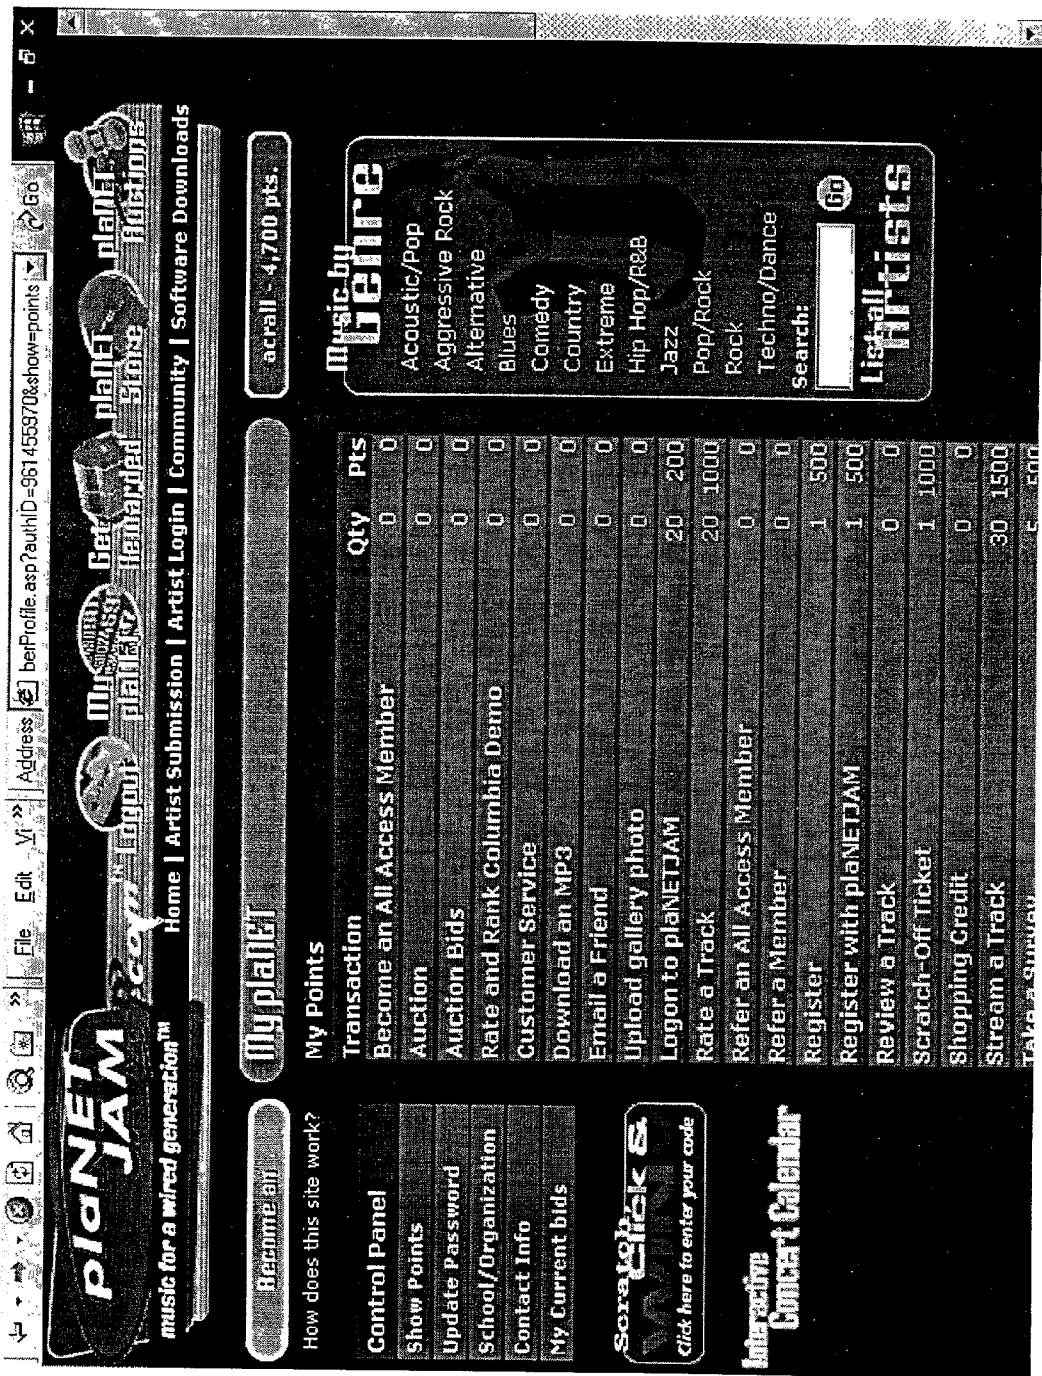 File Edit Vi » Address berProfile.asp?authID=961455970&show=points Go
plaNET JAM .com
TM
music for a wired generation™
Logout
My plaNET
Get Rewarded
plaNET Store
plaNET Auctions
Home | Artist Submission | Artist Login | Community | Software Downloads
Become an
My plaNET
acrall - 4,700 pts.
How does this site work?
Control Panel
Show Points
Update Password
School/Organization
Contact Info
My Current bids
Scratch, Click &
WIN
Click here to enter your code
Interactive
Concert Calendar
My Points
Transaction Qty Pts
Become an All Access Member 0 0
Auction 0 0
Auction Bids 0 0
Rate and Rank Columbia Demo 0 0
Customer Service 0 0
Download an MP3 0 0
Email a Friend 0 0
Upload gallery photo 0 0
Logon to plaNETJAM 20 200
Rate a Track 20 1000
Refer an All Access Member 0 0
Refer a Member 0 0
Register 1 500
Register with plaNETJAM 1 500
Review a Track 0 0
Scratch-Off Ticket 1 1000
Shopping Credit 0 0
Stream a Track 30 1500
Take a Survey 5 500
Music by
Genre
Acoustic/Pop
Aggressive Rock
Alternative
Blues
Comedy
Country
Extreme
Hip Hop/R&B
Jazz
Pop/Rock
Rock
Techno/Dance
Search:
Go
List all
Artists